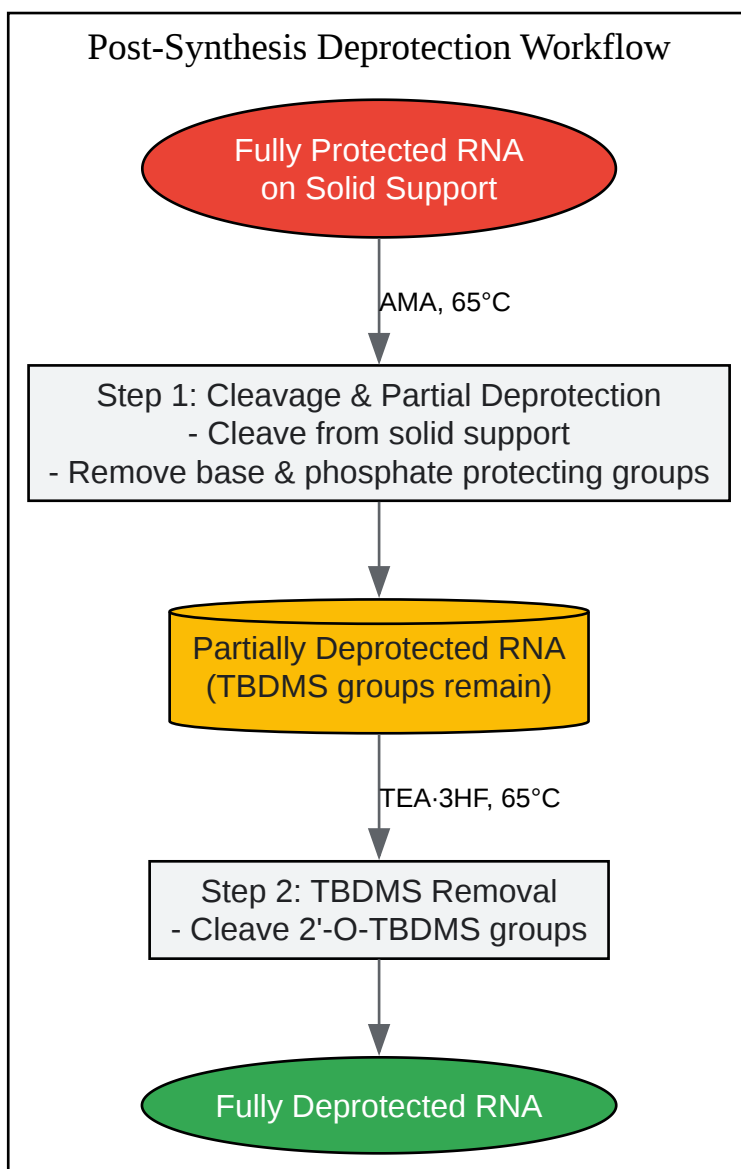 Post-Synthesis Deprotection Workflow
Fully Protected RNA
on Solid Support
AMA, 65°C
Step 1: Cleavage & Partial Deprotection
- Cleave from solid support
- Remove base & phosphate protecting groups
Partially Deprotected RNA
(TBDMS groups remain)
TEA·3HF, 65°C
Step 2: TBDMS Removal
- Cleave 2'-O-TBDMS groups
Fully Deprotected RNA